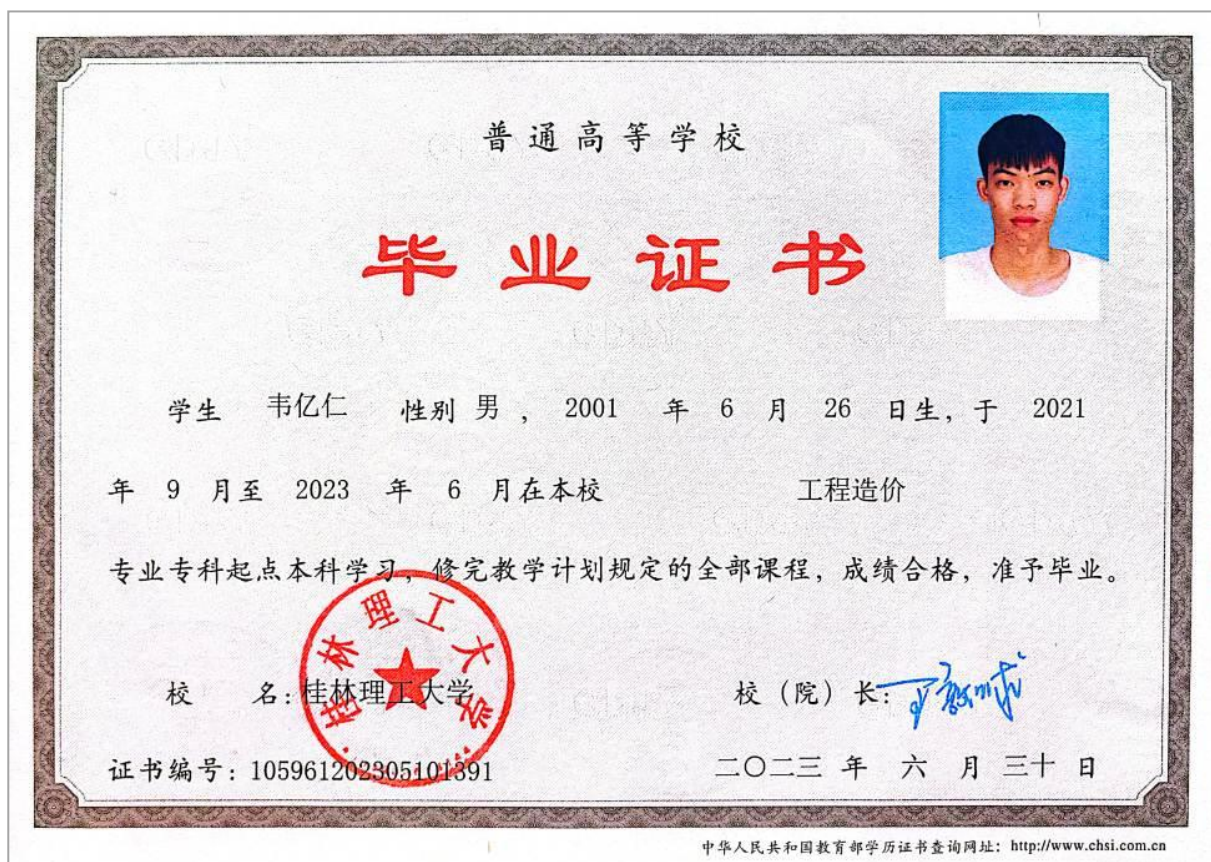 普通高等学校
毕业证书
学生 韦亿仁 性别 男 , 2001 年 6 月 26 日生, 于 2021
年 9 月至 2023 年 6 月在本校 工程造价
专业专科起点本科学习, 修完教学计划规定的全部课程, 成绩合格, 准予毕业。
桂林理工大学
校 名: 桂林理工大学 校 (院) 长:
证书编号: 105961202305101391 二〇二三 年 六 月 三十 日
中华人民共和国教育部学历证书查询网址: http://www.chsi.com.cn